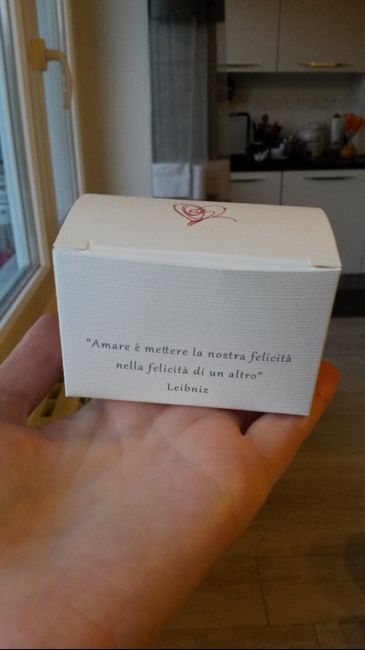 "Amare è mettere la nostra felicità
nella felicità di un altro"
Leibniz